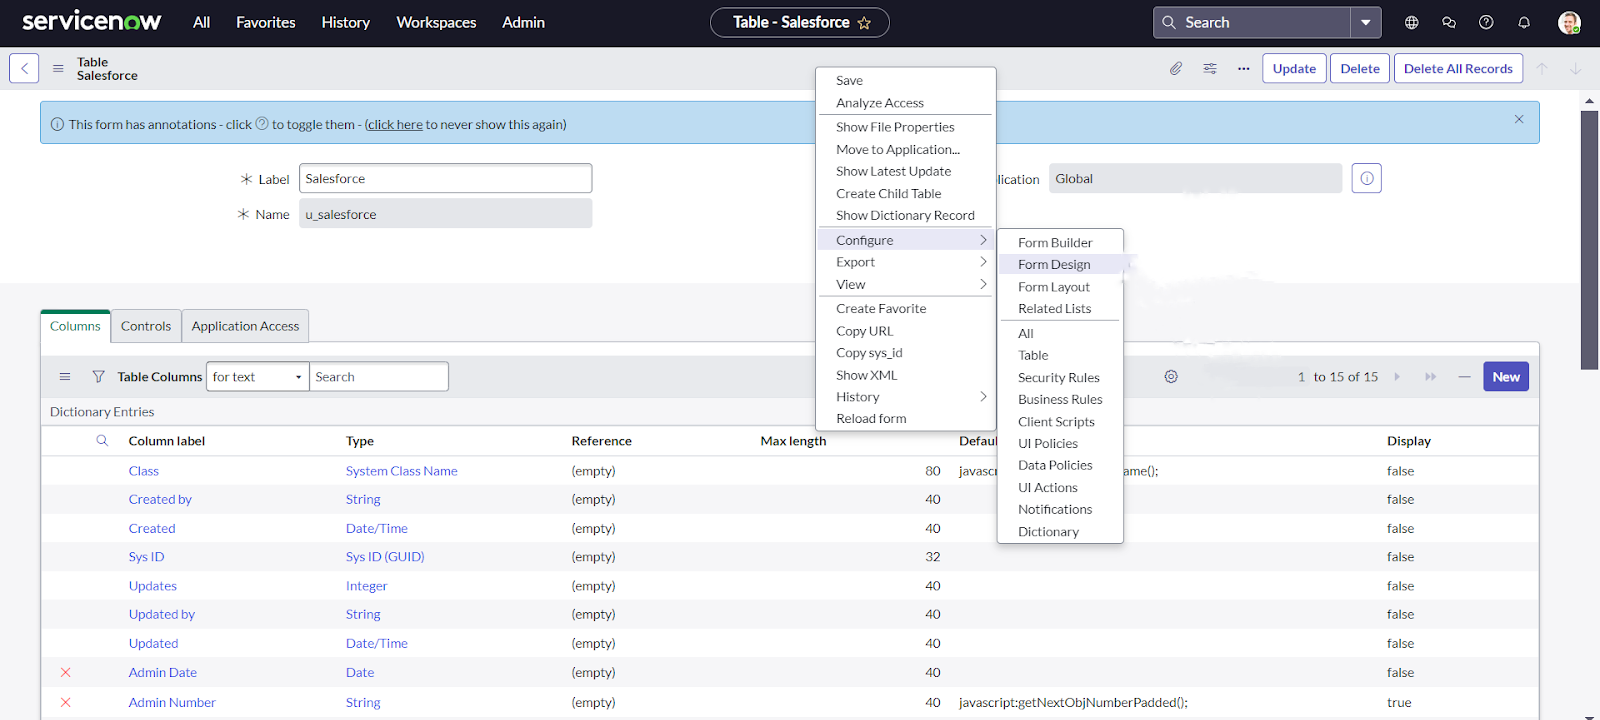 servicenow All Favorites History Workspaces Admin Table - Salesforce Search
Table
Salesforce
Update Delete Delete All Records
This form has annotations - click ? to toggle them - (click here to never show this again)
Label Salesforce
Name u_salesforce
lication Global
Save
Analyze Access
Show File Properties
Move to Application...
Show Latest Update
Create Child Table
Show Dictionary Record
Configure
Export
View
Create Favorite
Copy URL
Copy sys_id
Show XML
History
Reload form
Form Builder
Form Design
Form Layout
Related Lists
All
Table
Security Rules
Business Rules
Client Scripts
UI Policies
Data Policies
UI Actions
Notifications
Dictionary
Columns Controls Application Access
Table Columns for text Search 1 to 15 of 15 New
Dictionary Entries
Column label Type Reference Max length Defaul Display
Class System Class Name (empty) 80 javascr ame(); false
Created by String (empty) 40 false
Created Date/Time (empty) 40 false
Sys ID Sys ID (GUID) (empty) 32 false
Updates Integer (empty) 40 false
Updated by String (empty) 40 false
Updated Date/Time (empty) 40 false
Admin Date Date (empty) 40 false
Admin Number String (empty) 40 javascript:getNextObjNumberPadded(); true